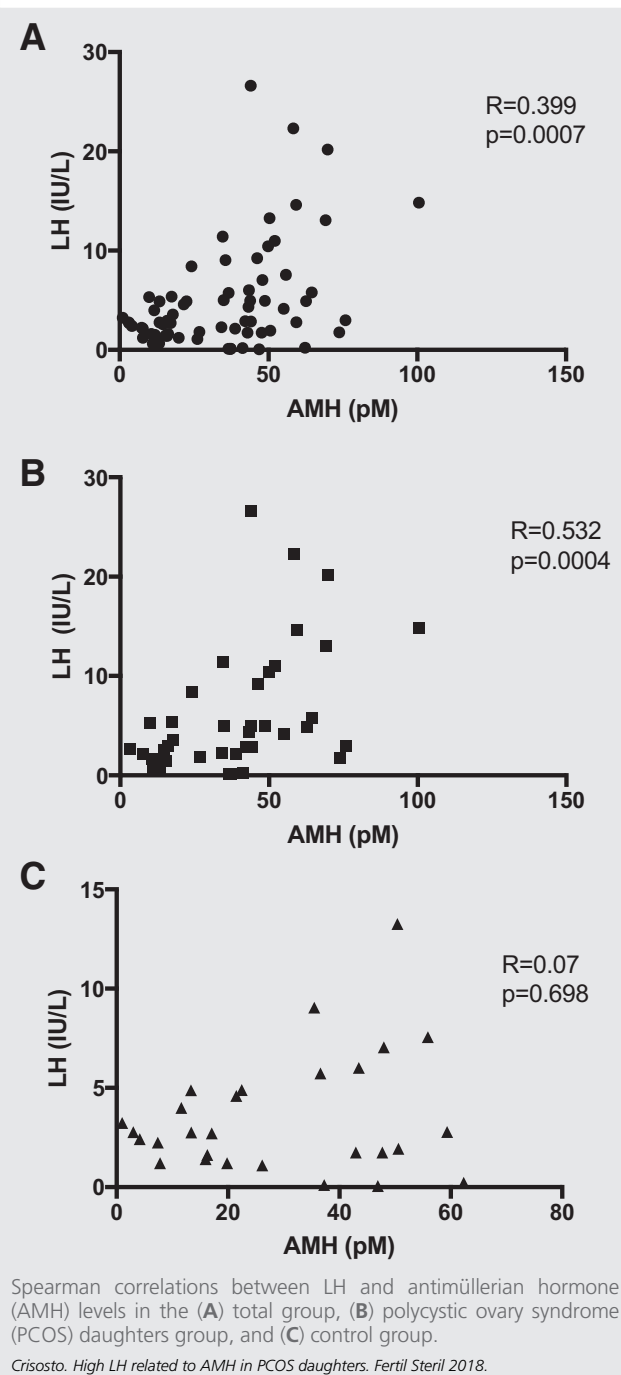 A
30
20
10
0
LH (IU/L)
R=0.399
p=0.0007
0 50 100 150
AMH (pM)
B
30
20
10
0
LH (IU/L)
R=0.532
p=0.0004
0 50 100 150
AMH (pM)
C
15
10
5
0
LH (IU/L)
R=0.07
p=0.698
0 20 40 60 80
AMH (pM)
Spearman correlations between LH and antimüllerian hormone
(AMH) levels in the (A) total group, (B) polycystic ovary syndrome
(PCOS) daughters group, and (C) control group.
Crisosto. High LH related to AMH in PCOS daughters. Fertil Steril 2018.